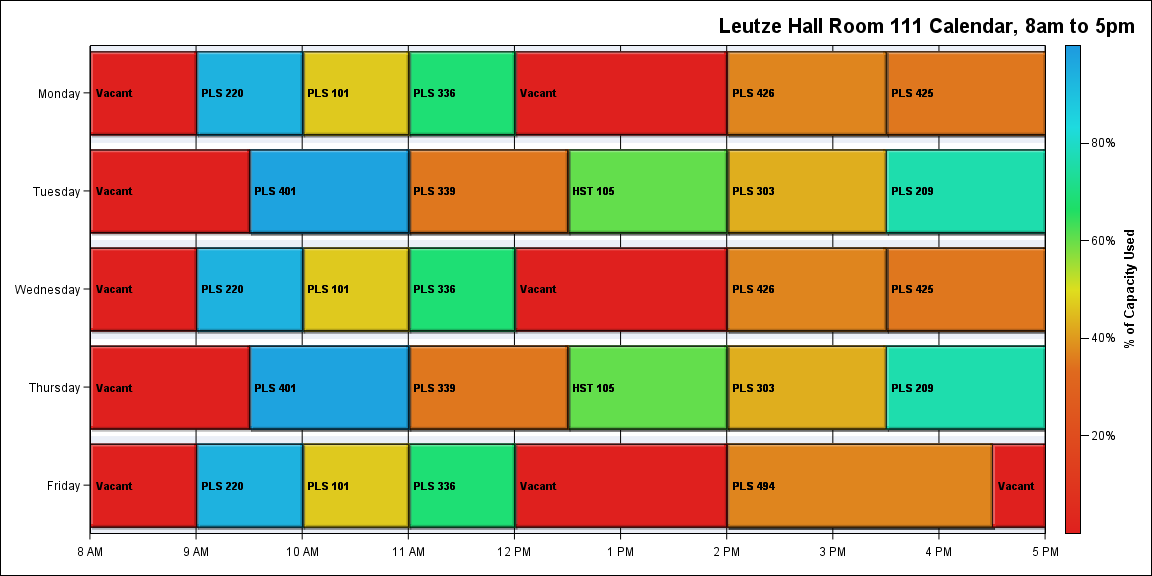 Leutze Hall Room 111 Calendar, 8am to 5pm
Monday
Vacant
PLS 220
PLS 101
PLS 336
Vacant
PLS 426
PLS 425
Tuesday
Vacant
PLS 401
PLS 339
HST 105
PLS 303
PLS 209
Wednesday
Vacant
PLS 220
PLS 101
PLS 336
Vacant
PLS 426
PLS 425
Thursday
Vacant
PLS 401
PLS 339
HST 105
PLS 303
PLS 209
Friday
Vacant
PLS 220
PLS 101
PLS 336
Vacant
PLS 494
Vacant
8 AM
9 AM
10 AM
11 AM
12 PM
1 PM
2 PM
3 PM
4 PM
5 PM
80%
60%
40%
20%
% of Capacity Used